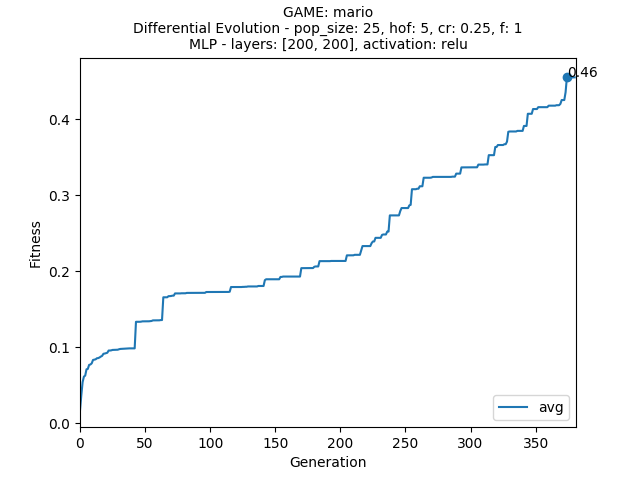 GAME: mario
Differential Evolution - pop_size: 25, hof: 5, cr: 0.25, f: 1
MLP - layers: [200, 200], activation: relu
0.46
0.4
0.3
0.2
0.1
0.0
Fitness
avg
0 50 100 150 200 250 300 350
Generation